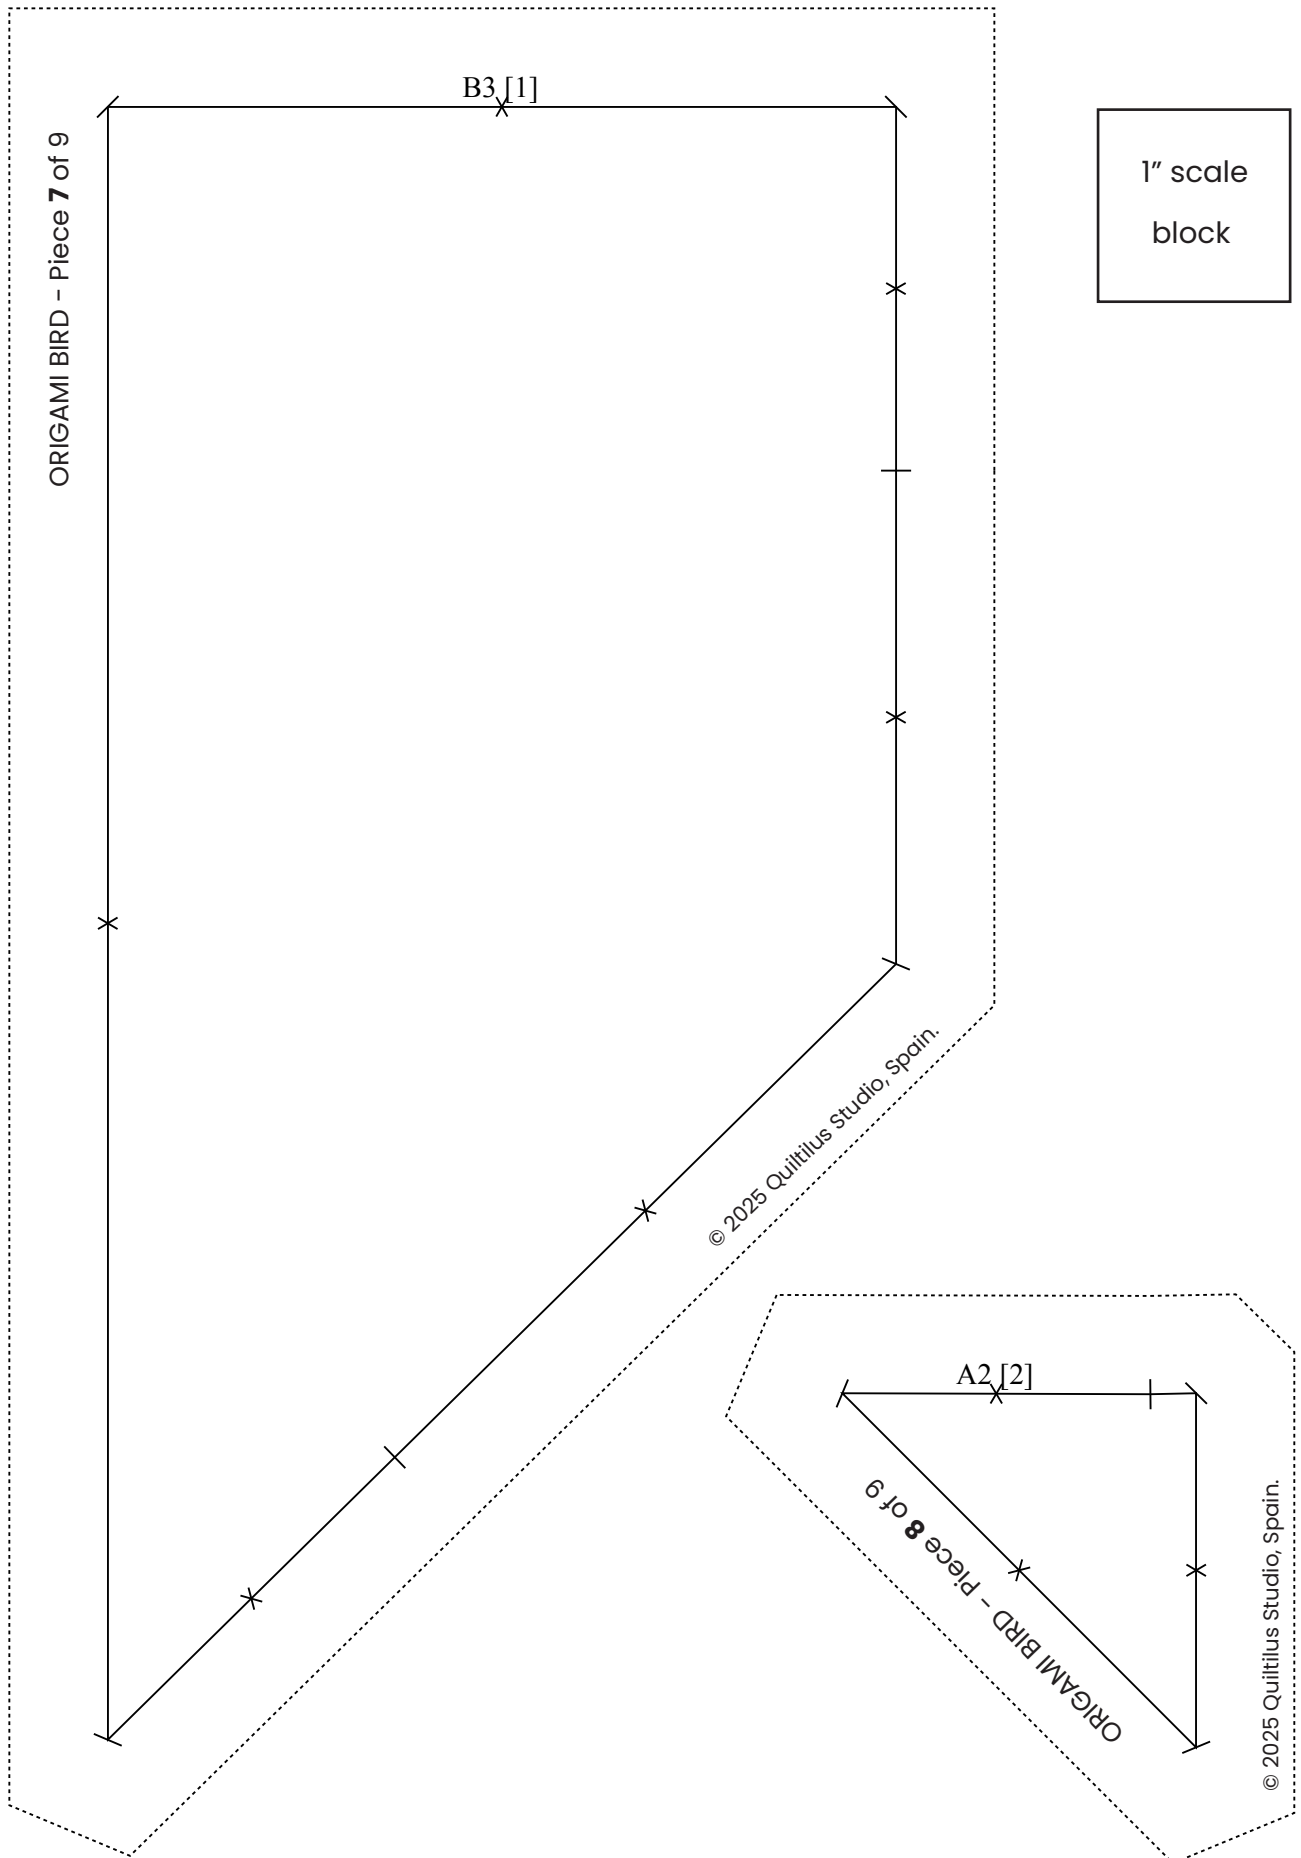 B3 [1]
ORIGAMI BIRD - Piece 7 of 9
1” scale
block
© 2025 Quiltilus Studio, Spain.
A2 [2]
ORIGAMI BIRD - Piece 8 of 9
© 2025 Quiltilus Studio, Spain.